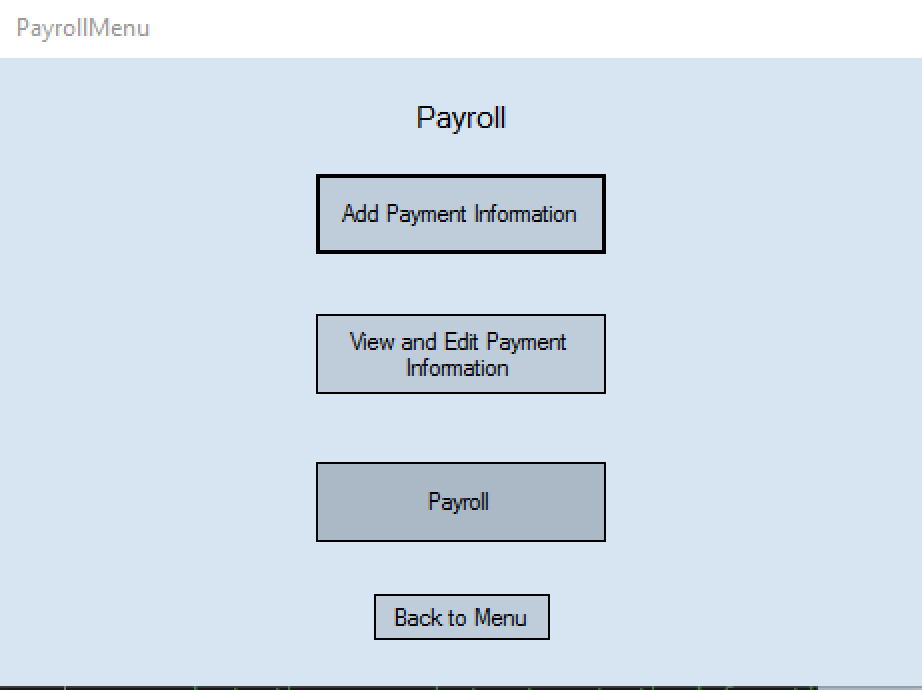 PayrollMenu
Payroll
Add Payment Information
View and Edit Payment
Information
Payroll
Back to Menu